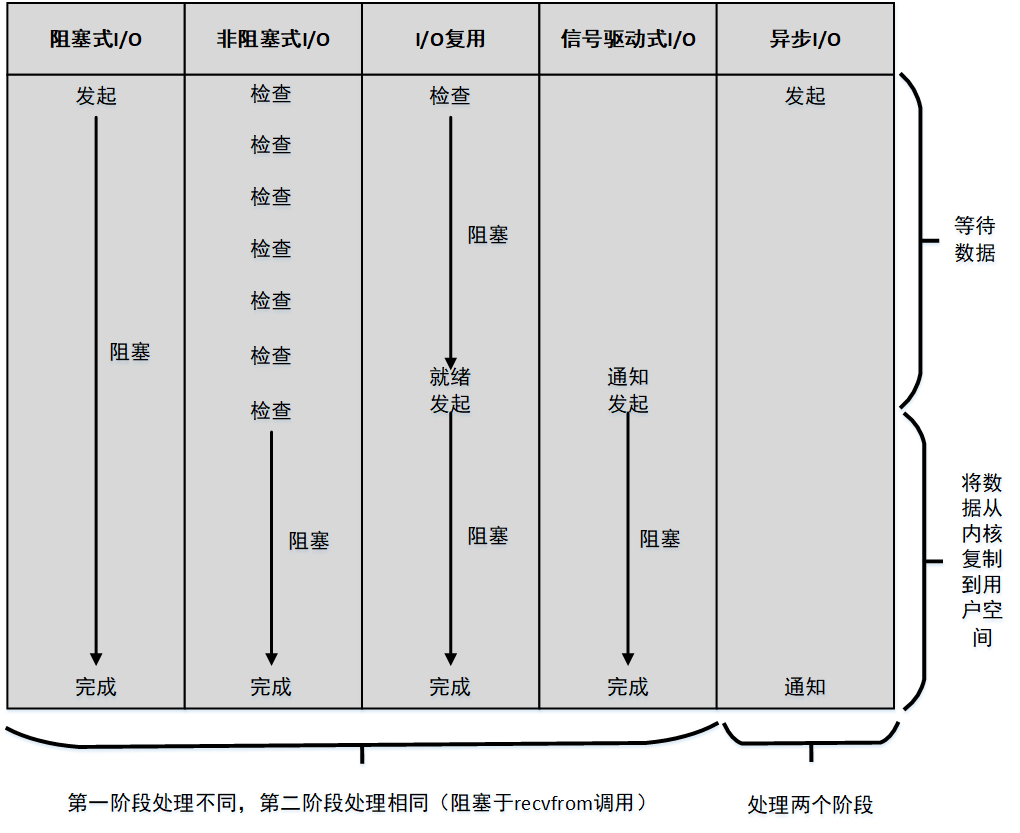 阻塞式I/O 非阻塞式I/O I/O复用 信号驱动式I/O 异步I/O
发起 检查 检查 发起
检查
检查
阻塞
等待
数据
检查
检查
阻塞
检查
就绪 通知
检查 发起 发起
将数
据从
内核
复制
到用
户空
间
阻塞 阻塞 阻塞
完成 完成 完成 完成 通知
第一阶段处理不同，第二阶段处理相同（阻塞于recvfrom调用） 处理两个阶段